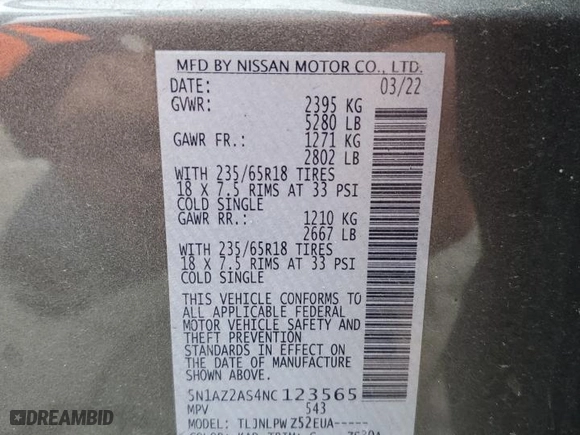 MFD BY NISSAN MOTOR CO., LTD.
DATE: 03/22
GVWR: 2395 KG
5280 LB
GAWR FR.: 1271 KG
2802 LB
WITH 235/65R18 TIRES
18 X 7.5 RIMS AT 33 PSI
COLD SINGLE
GAWR RR.: 1210 KG
2667 LB
WITH 235/65R18 TIRES
18 X 7.5 RIMS AT 33 PSI
COLD SINGLE
THIS VEHICLE CONFORMS TO
ALL APPLICABLE FEDERAL
MOTOR VEHICLE SAFETY AND
THEFT PREVENTION
STANDARDS IN EFFECT ON
THE DATE OF MANUFACTURE
SHOWN ABOVE.
5N1AZ2AS4NC123565
MPV 543
MODEL: TLJNLPW Z52EUA-----
COLOR: KAD TRIM: G
DREAMBID